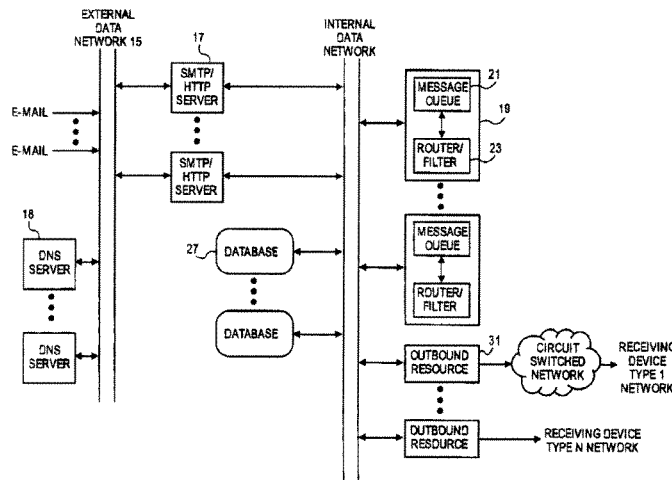 EXTERNAL
DATA
NETWORK 15
17
SMTP/
HTTP
SERVER
INTERNAL
DATA
NETWORK
21
MESSAGE
QUEUE
19
ROUTER/
FILTER
23
E-MAIL
E-MAIL
SMTP/
HTTP
SERVER
18
DNS
SERVER
DNS
SERVER
27
DATABASE
DATABASE
MESSAGE
QUEUE
ROUTER/
FILTER
31
OUTBOUND
RESOURCE
CIRCUIT
SWITCHED
NETWORK
RECEIVING
DEVICE
TYPE 1
NETWORK
OUTBOUND
RESOURCE
RECEIVING DEVICE
TYPE N NETWORK